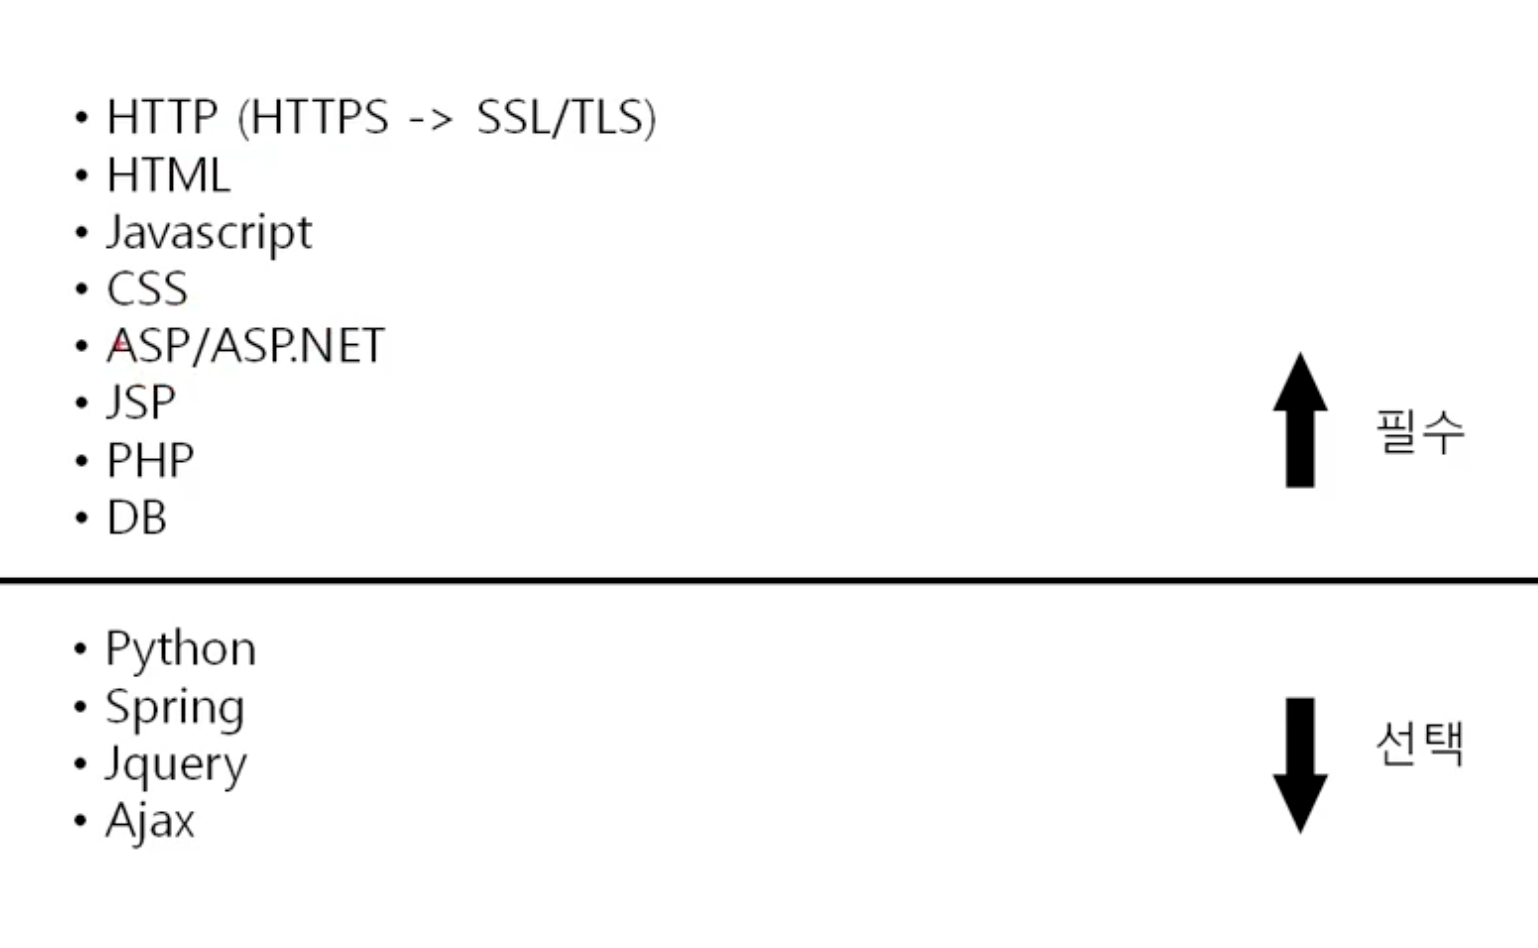 • HTTP (HTTPS -> SSL/TLS)
• HTML
• Javascript
• CSS
• ASP/ASP.NET
• JSP
• PHP
• DB
필수
• Python
• Spring
• Jquery
• Ajax
선택